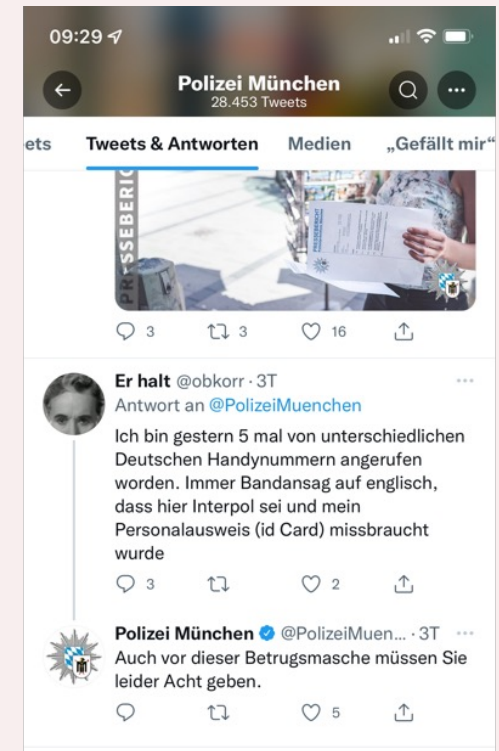 09:29
Polizei München
28.453 Tweets
ets Tweets & Antworten Medien „Gefällt mir“
PRESSEBERIC
PRESSEBERICHT
3 3 16
Er halt @obkorr · 3T
Antwort an @PolizeiMuenchen
Ich bin gestern 5 mal von unterschiedlichen
Deutschen Handynummern angerufen
worden. Immer Bandansag auf englisch,
dass hier Interpol sei und mein
Personalausweis (id Card) missbraucht
wurde
3 2
Polizei München @PolizeiMuen... · 3T
Auch vor dieser Betrugsmasche müssen Sie
leider Acht geben.
5